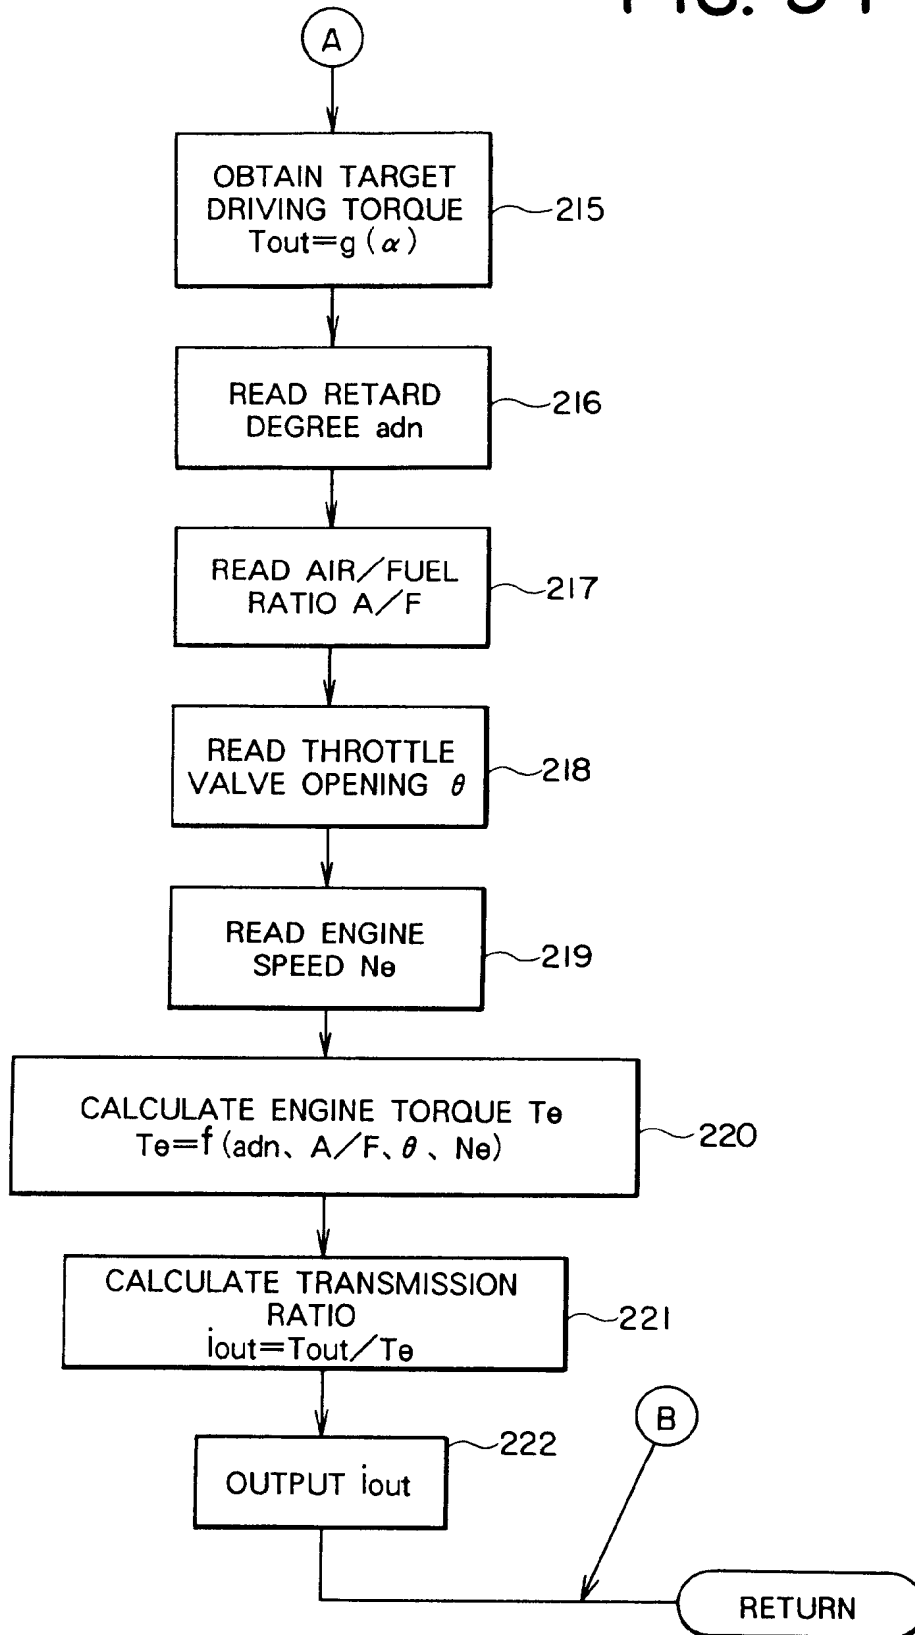 A
OBTAIN TARGET
DRIVING TORQUE
Tout=g(α)
215
READ RETARD
DEGREE adn
216
READ AIR/FUEL
RATIO A/F
217
READ THROTTLE
VALVE OPENING θ
218
READ ENGINE
SPEED Ne
219
CALCULATE ENGINE TORQUE Te
Te=f(adn、A/F、θ、Ne)
220
CALCULATE TRANSMISSION
RATIO
iout=Tout/Te
221
OUTPUT iout
222
B
RETURN